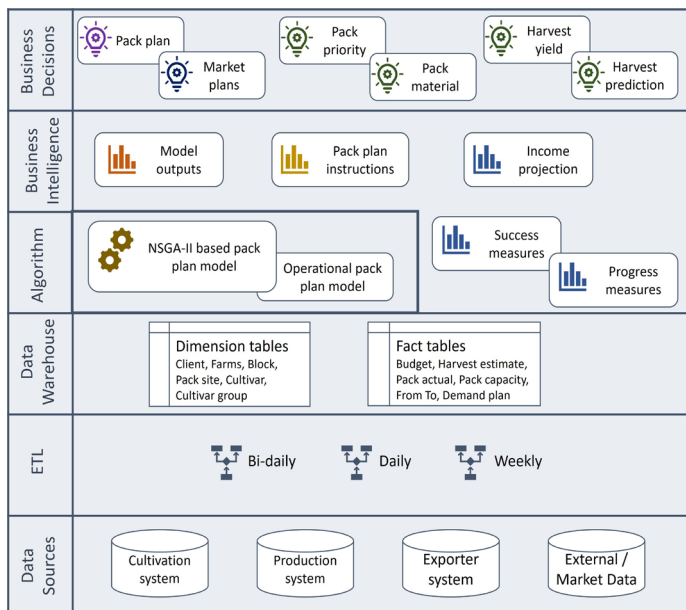 Business
Decisions
Pack plan
Market
plans
Pack
priority
Pack
material
Harvest
yield
Harvest
prediction
Business
Intelligence
Model
outputs
Pack plan
instructions
Income
projection
Algorithm
NSGA-II based pack
plan model
Operational pack
plan model
Success
measures
Progress
measures
Data
Warehouse
Dimension tables
Client, Farms, Block,
Pack site, Cultivar,
Cultivar group
Fact tables
Budget, Harvest estimate,
Pack actual, Pack capacity,
From To, Demand plan
ETL
Bi-daily
Daily
Weekly
Data
Sources
Cultivation
system
Production
system
Exporter
system
External /
Market Data